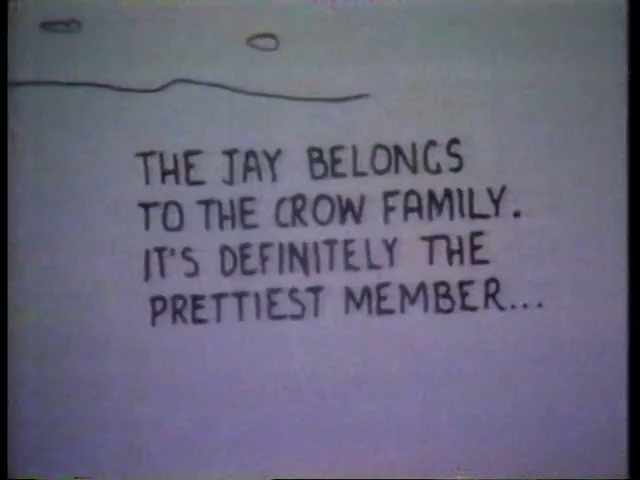 THE JAY BELONGS
TO THE CROW FAMILY.
IT'S DEFINITELY THE
PRETTIEST MEMBER...